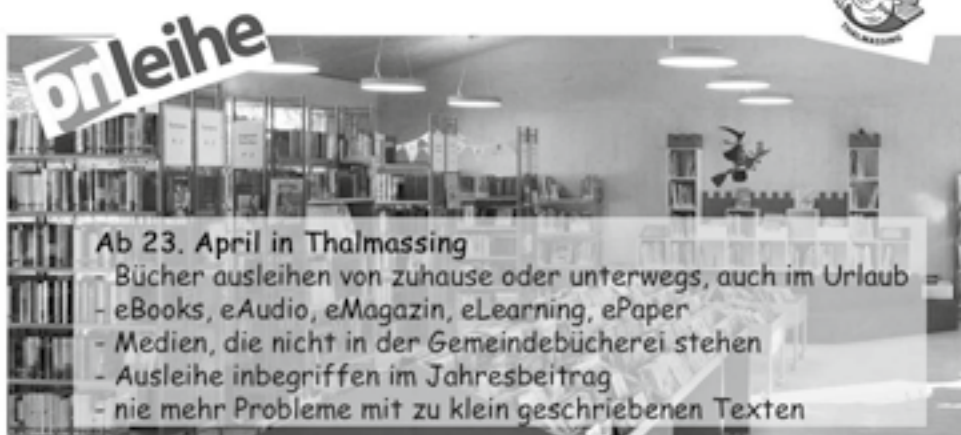 onleihe
THALMASSING
Ab 23. April in Thalmassing
- Bücher ausleihen von zuhause oder unterwegs, auch im Urlaub
- eBooks, eAudio, eMagazin, eLearning, ePaper
- Medien, die nicht in der Gemeindebücherei stehen
- Ausleihe inbegriffen im Jahresbeitrag
- nie mehr Probleme mit zu klein geschriebenen Texten